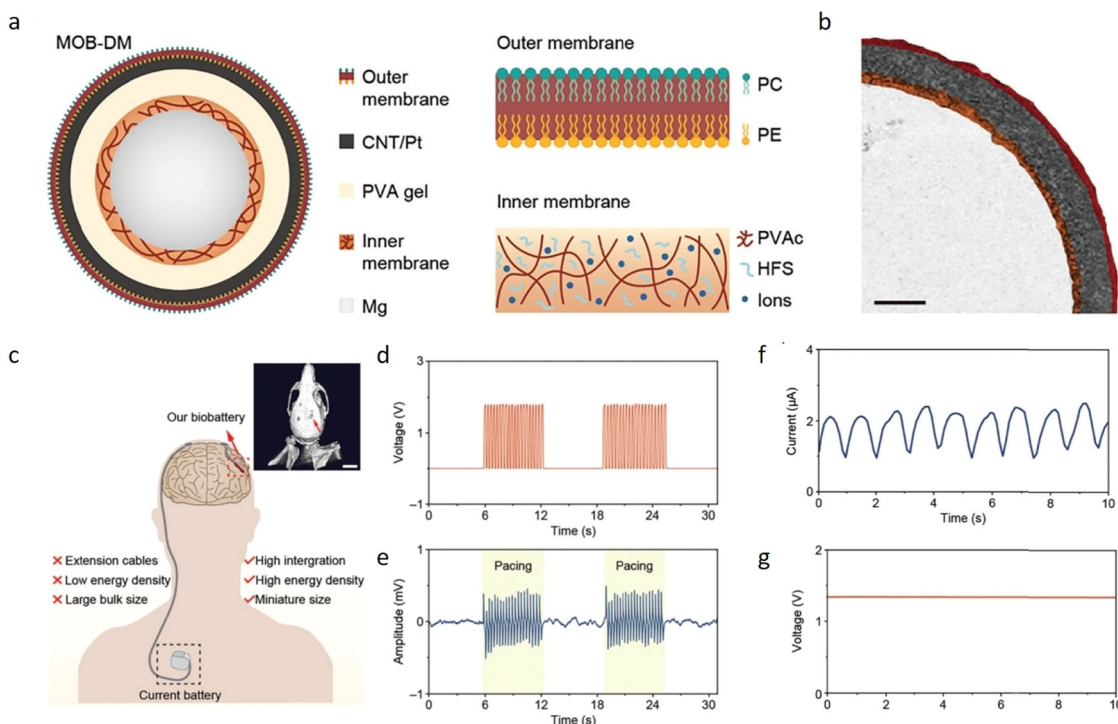 a
MOB-DM
Outer
membrane
CNT/Pt
PVA gel
Inner
membrane
Mg
Outer membrane
PC
PE
Inner membrane
PVAc
HFS
Ions
b
c
Our biobattery
Extension cables
Low energy density
Large bulk size
High intergration
High energy density
Miniature size
Current battery
d
Voltage (V)
3
1
−1
0 6 12 18 24 30
Time (s)
e
Amplitude (mV)
1
0
−1
Pacing Pacing
0 6 12 18 24 30
Time (s)
f
Current (µA)
4
2
0
0 2 4 6 8 10
Time (s)
g
Voltage (V)
2
1
0
0 2 4 6 8 10
Time (s)